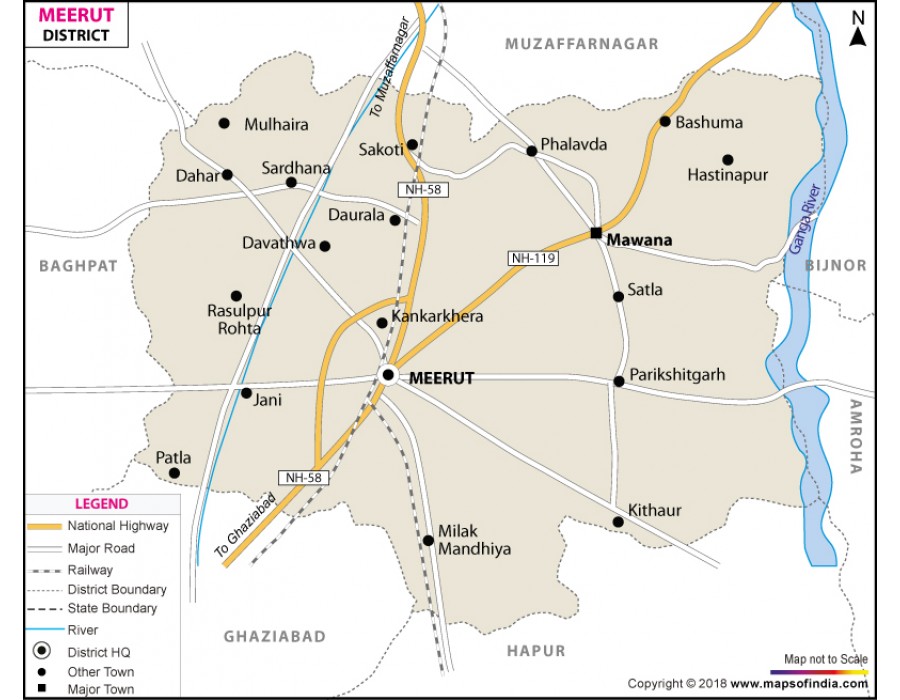 MEERUT
DISTRICT
To Muzaffarnagar
MUZAFFARNAGAR
N
Mulhaira
Sakoti
Phalavda
Bashuma
Dahar
Sardhana
Hastinapur
NH-58
Daurala
Davathwa
Mawana
Ganga River
NH-119
BAGHPAT
BIJNOR
Satla
Rasulpur
Rohta
Kankarkhera
MEERUT
Parikshitgarh
Jani
AMROHA
Patla
NH-58
To Ghaziabad
Kithaur
Milak
Mandhiya
LEGEND
National Highway
Major Road
Railway
District Boundary
State Boundary
River
District HQ
Other Town
Major Town
GHAZIABAD
HAPUR
Map not to Scale
Copyright © 2018 www.mapsofindia.com